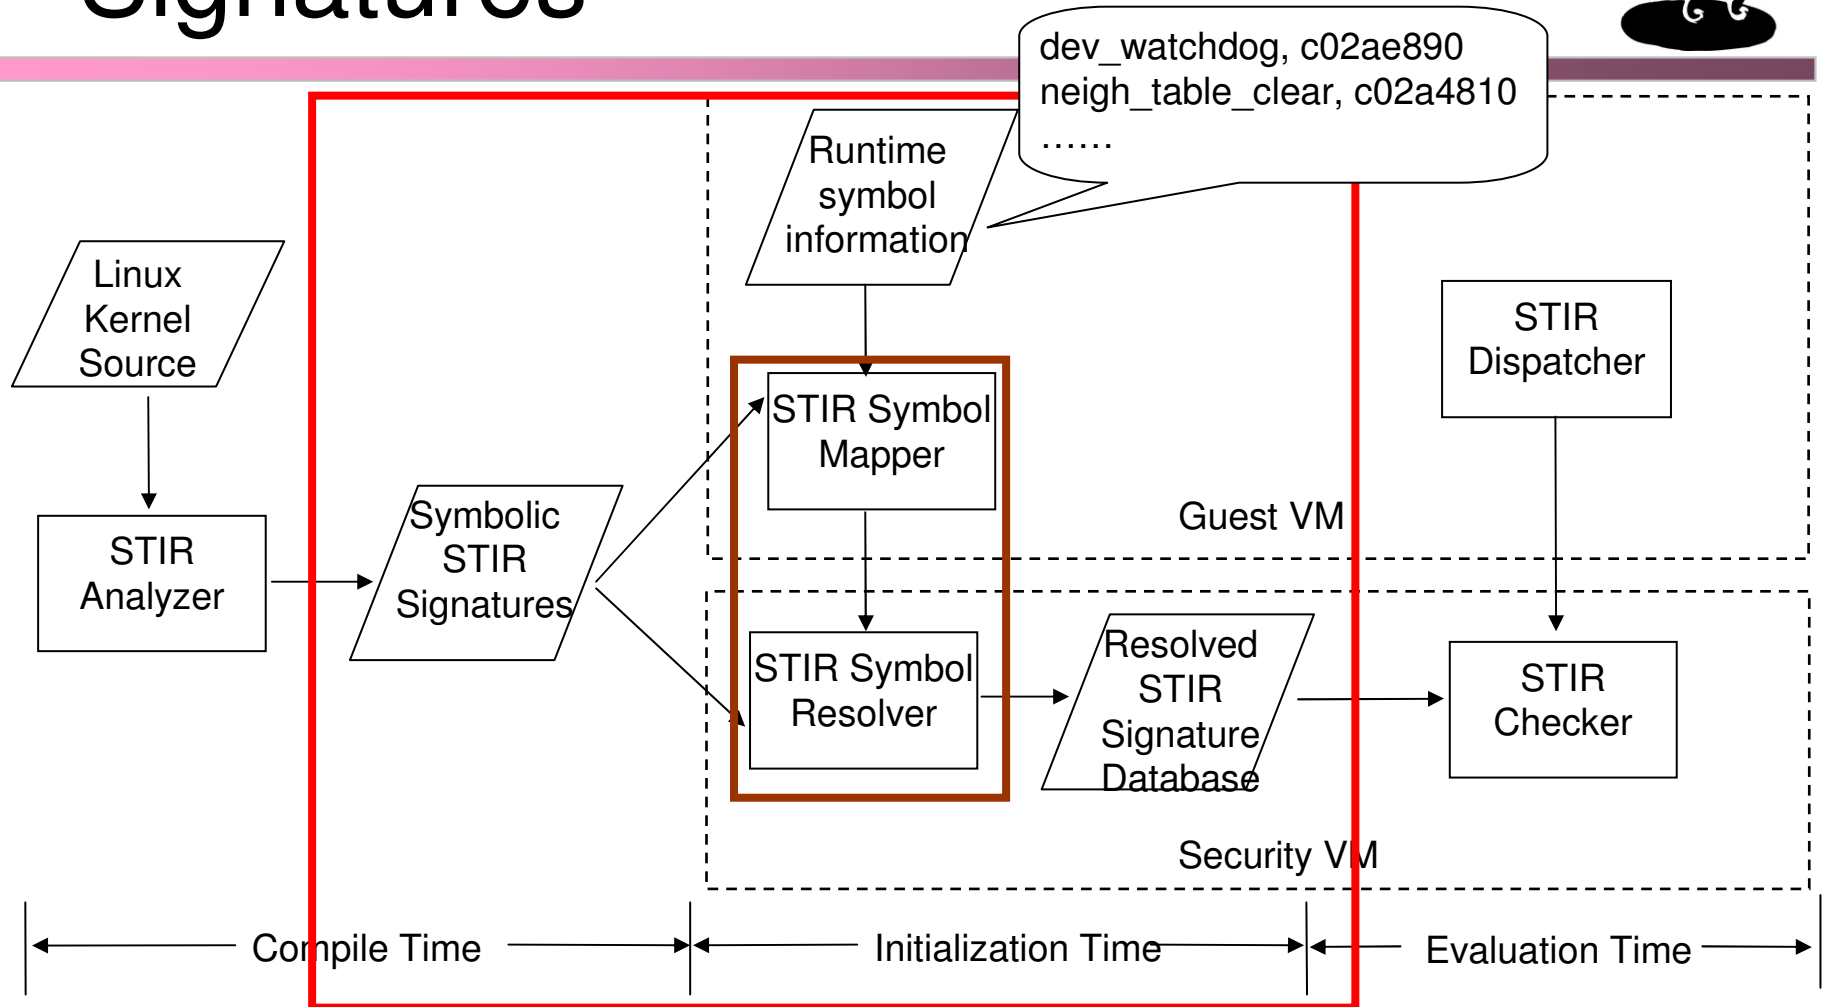 Signatures
dev_watchdog, c02ae890
neigh_table_clear, c02a4810
......
Runtime
symbol
information
Linux
Kernel
Source
STIR
Dispatcher
STIR Symbol
Mapper
Symbolic
STIR
Signatures
Guest VM
STIR
Analyzer
STIR Symbol
Resolver
Resolved
STIR
Signature
Database
STIR
Checker
Security VM
Compile Time
Initialization Time
Evaluation Time